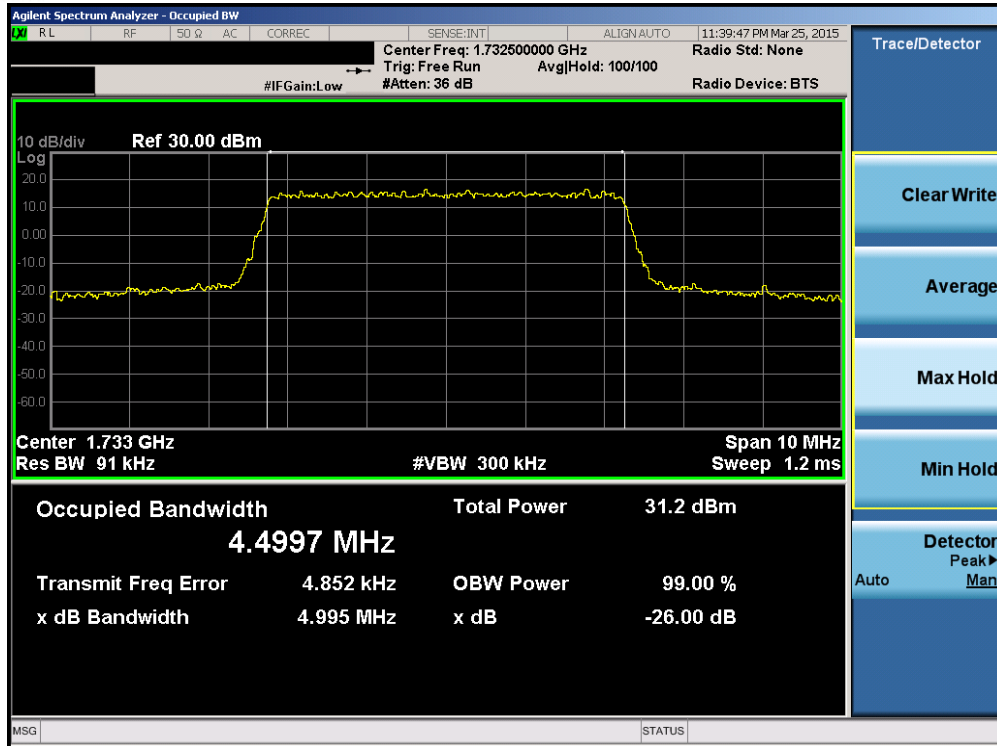 Agilent Spectrum Analyzer - Occupied BW
LXI RL RF 50 Ω AC CORREC SENSE:INT ALIGN AUTO 11:39:47 PM Mar 25, 2015
Center Freq: 1.732500000 GHz Radio Std: None
Trig: Free Run Avg|Hold: 100/100
#IFGain:Low #Atten: 36 dB Radio Device: BTS
10 dB/div Ref 30.00 dBm
Log
20.0
10.0
0.00
-10.0
-20.0
-30.0
-40.0
-50.0
-60.0
Center 1.733 GHz Span 10 MHz
Res BW 91 kHz #VBW 300 kHz Sweep 1.2 ms
Occupied Bandwidth Total Power 31.2 dBm
4.4997 MHz
Transmit Freq Error 4.852 kHz OBW Power 99.00 %
x dB Bandwidth 4.995 MHz x dB -26.00 dB
MSG STATUS
Trace/Detector
Clear Write
Average
Max Hold
Min Hold
Detector
Peak▶
Auto Man